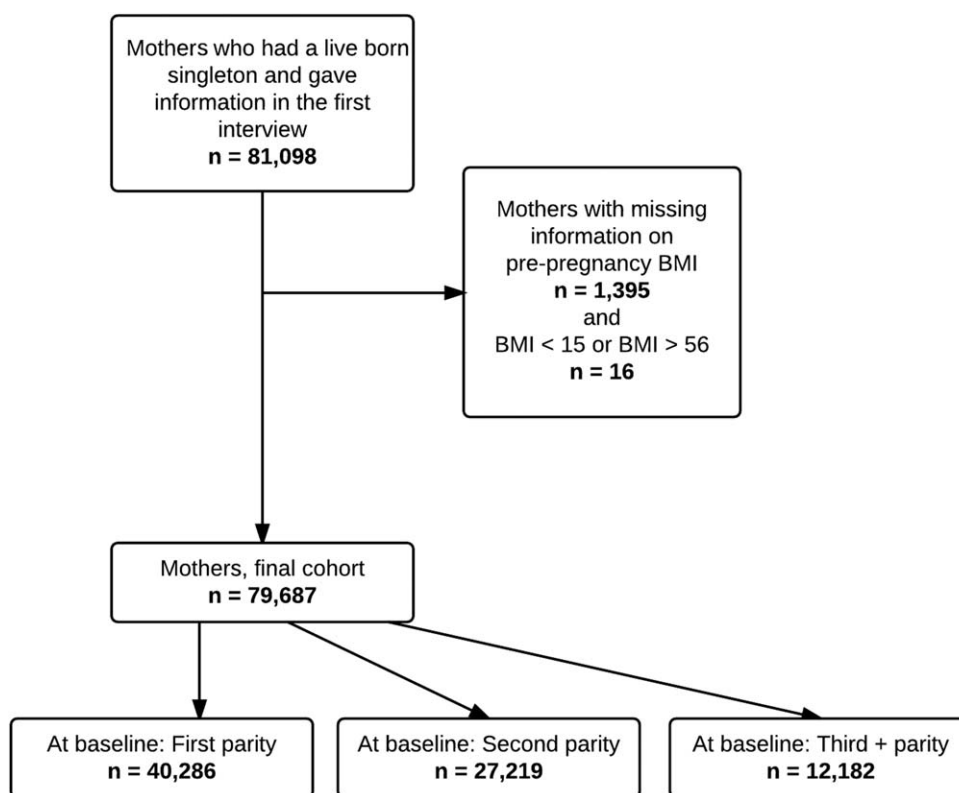 Mothers who had a live born
singleton and gave
information in the first
interview
n = 81,098
Mothers with missing
information on
pre-pregnancy BMI
n = 1,395
and
BMI < 15 or BMI > 56
n = 16
Mothers, final cohort
n = 79,687
At baseline: First parity
n = 40,286
At baseline: Second parity
n = 27,219
At baseline: Third + parity
n = 12,182